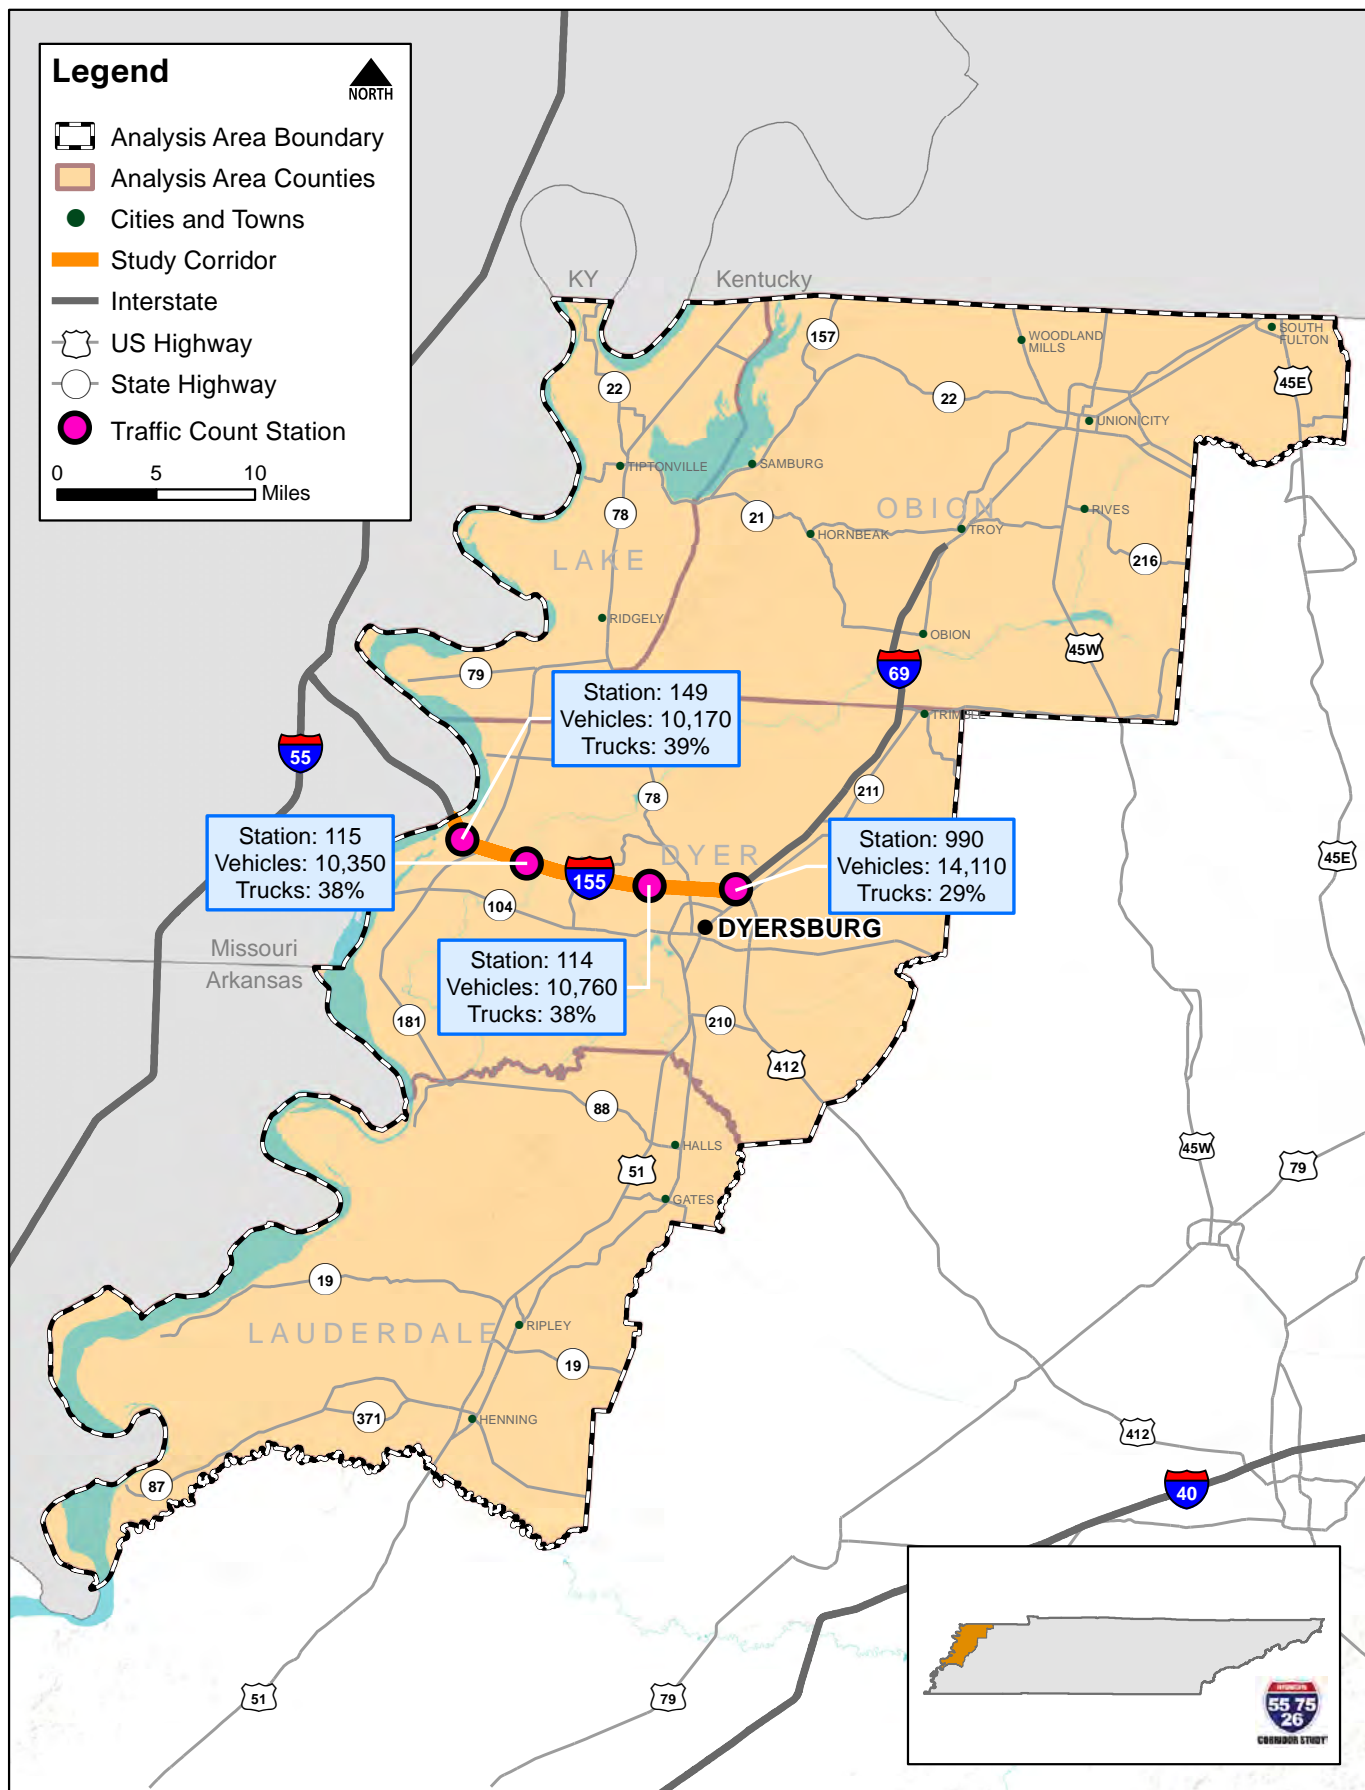 Legend
NORTH
Analysis Area Boundary
Analysis Area Counties
Cities and Towns
Study Corridor
Interstate
US Highway
State Highway
Traffic Count Station
0 5 10
Miles
KY
Kentucky
157
WOODLAND
MILLS
SOUTH
FULTON
22
22
45E
UNION CITY
TIPTONVILLE
SAMBURG
78
21
OBION
RIVES
HORNBEAK
TROY
LAKE
216
RIDGELY
OBION
45W
79
69
Station: 149
Vehicles: 10,170
Trucks: 39%
TRIMBLE
55
78
211
Station: 115
Vehicles: 10,350
Trucks: 38%
155
DYER
Station: 990
Vehicles: 14,110
Trucks: 29%
45E
104
DYERSBURG
Missouri
Arkansas
Station: 114
Vehicles: 10,760
Trucks: 38%
181
210
412
88
HALLS
45W
51
79
GATES
19
LAUDERDALE
RIPLEY
19
371
HENNING
412
87
40
51
79
55 75
26
CORRIDOR STUDY